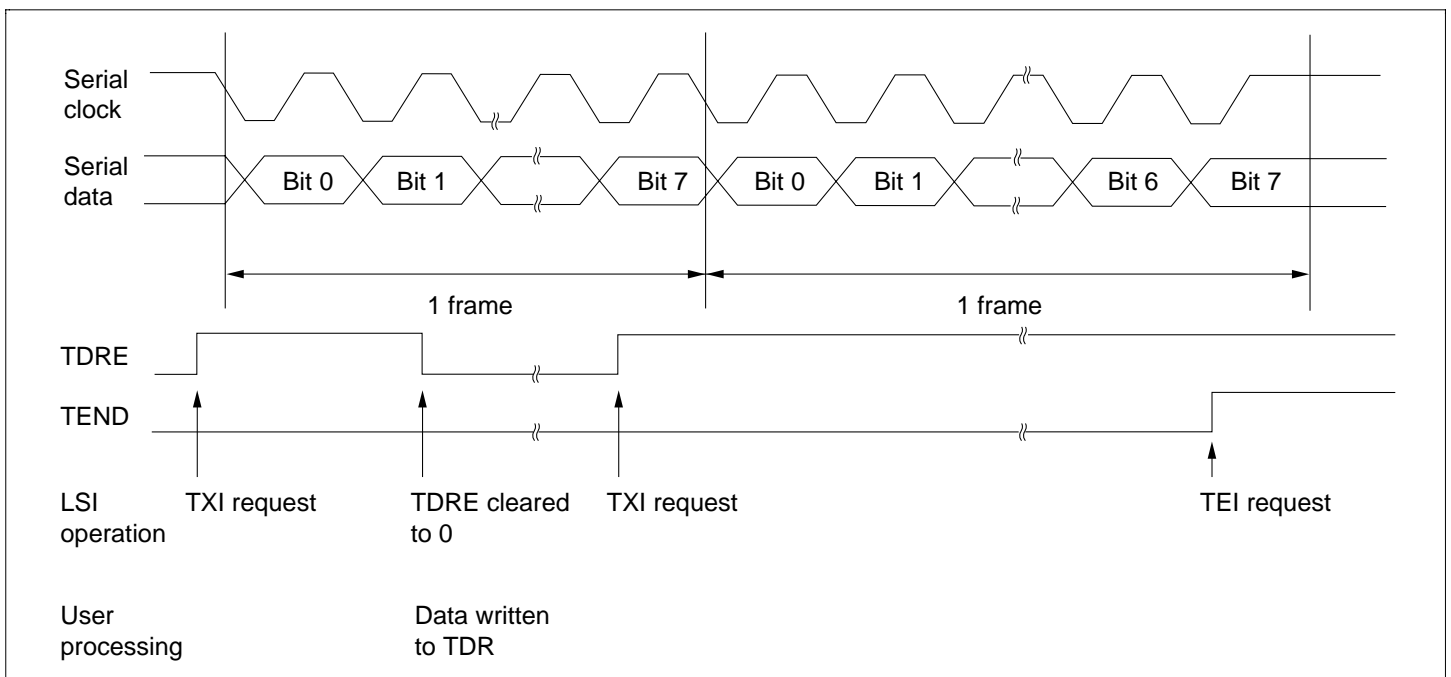 Serial
clock
Serial
data
Bit 0 Bit 1 Bit 7 Bit 0 Bit 1 Bit 6 Bit 7
1 frame 1 frame
TDRE
TEND
LSI
operation
TXI request
TDRE cleared
to 0
TXI request
TEI request
User
processing
Data written
to TDR